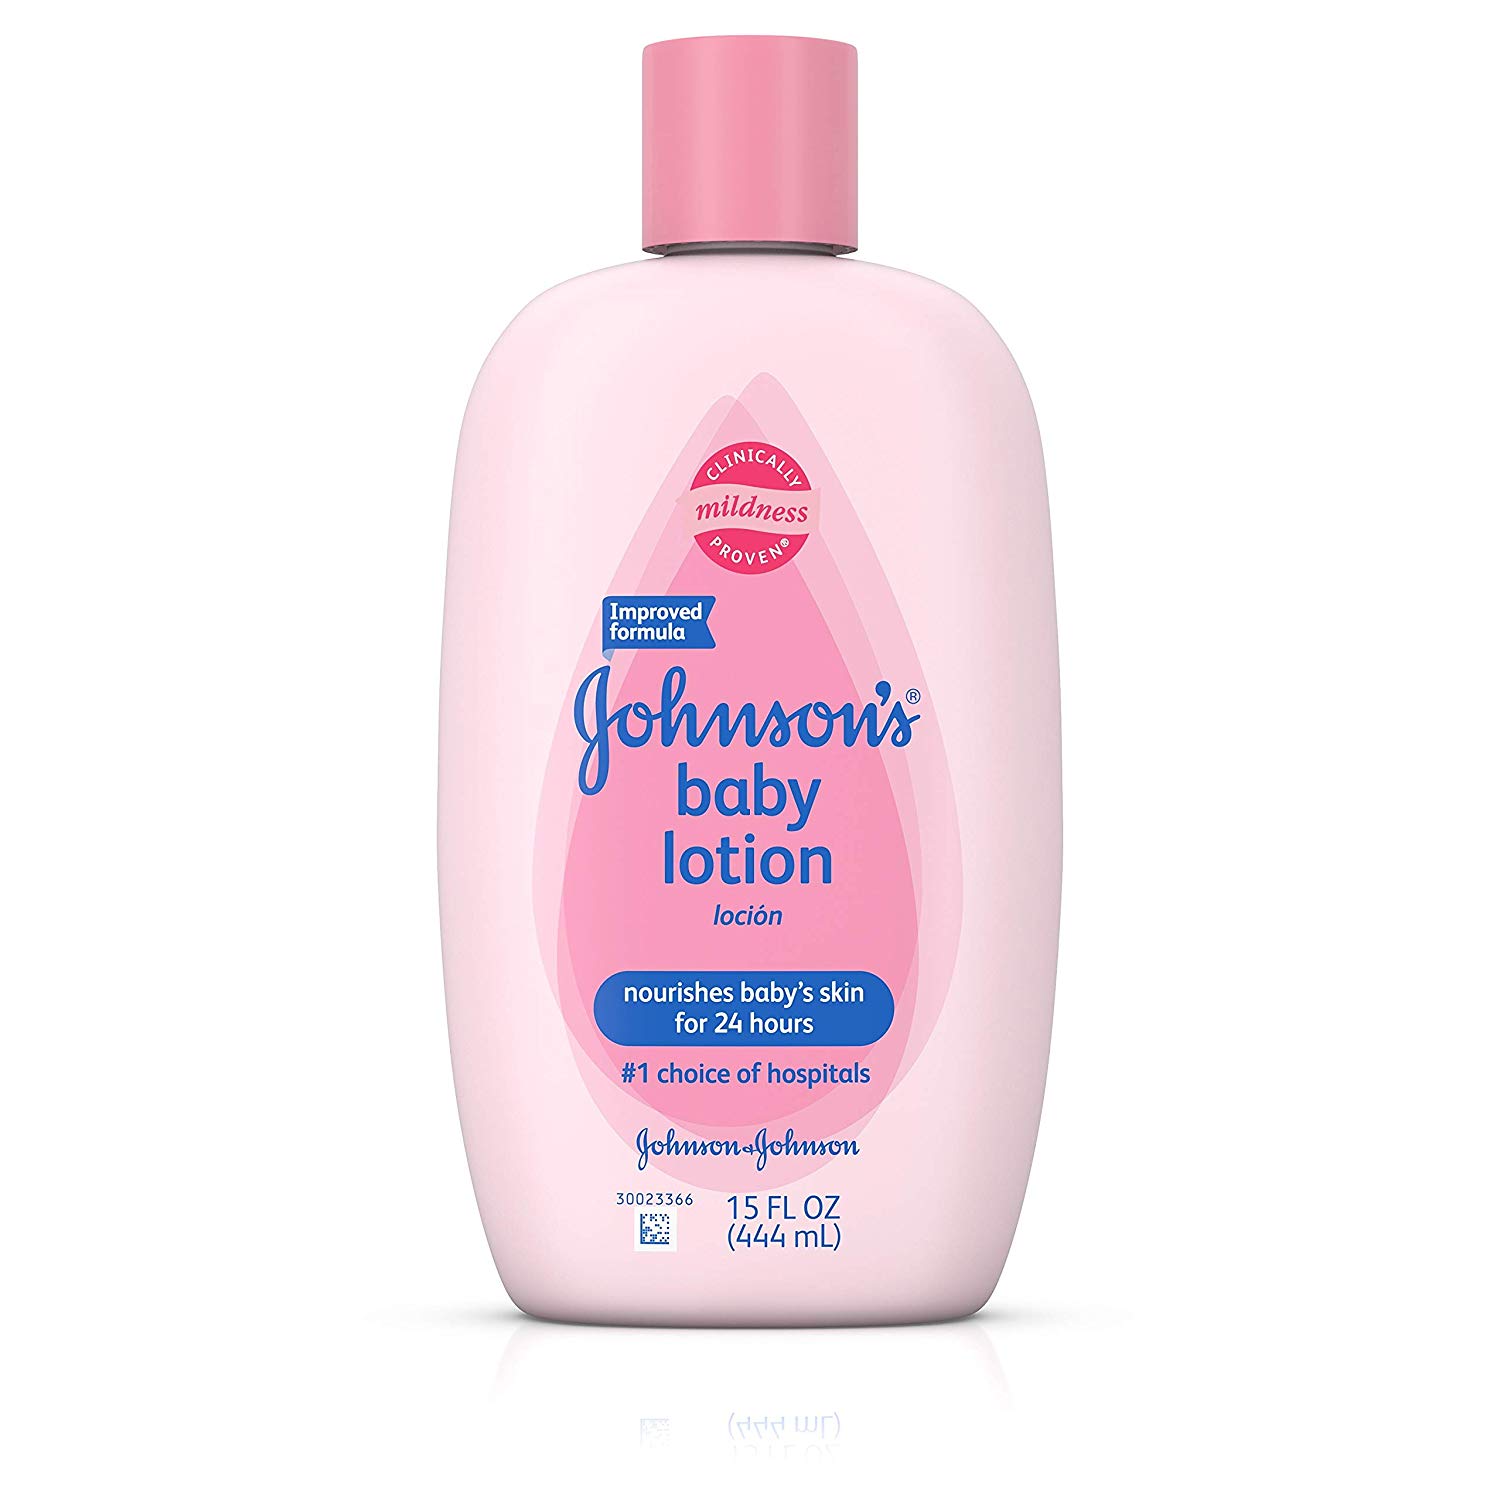 CLINICALLY
mildness
PROVEN®
Improved
formula
Johnson's®
baby
lotion
loción
nourishes baby's skin
for 24 hours
#1 choice of hospitals
Johnson & Johnson
30023366
15 FL OZ
(444 mL)